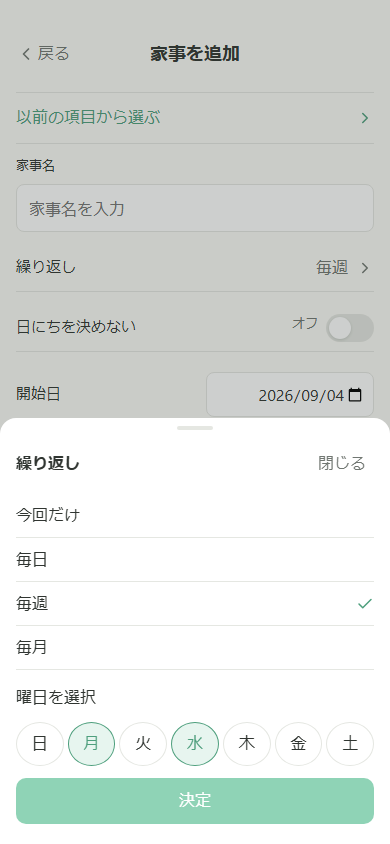 戻る 家事を追加
以前の項目から選ぶ
家事名
家事名を入力
繰り返し 毎週
日にちを決めない オフ
開始日 2026/09/04
繰り返し 閉じる
今回だけ
毎日
毎週
毎月
曜日を選択
日 月 火 水 木 金 土
決定